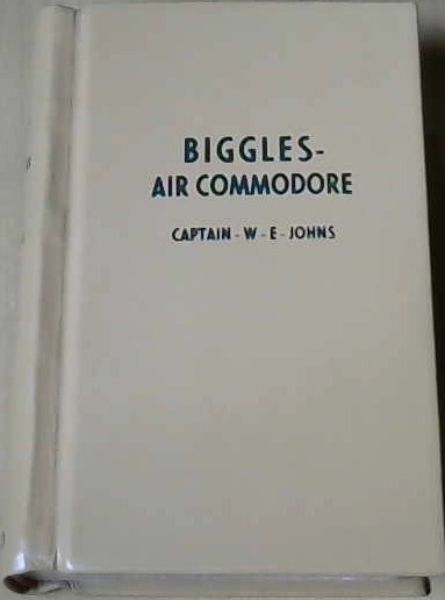 BIGGLES-
AIR COMMODORE
CAPTAIN - W - E - JOHNS